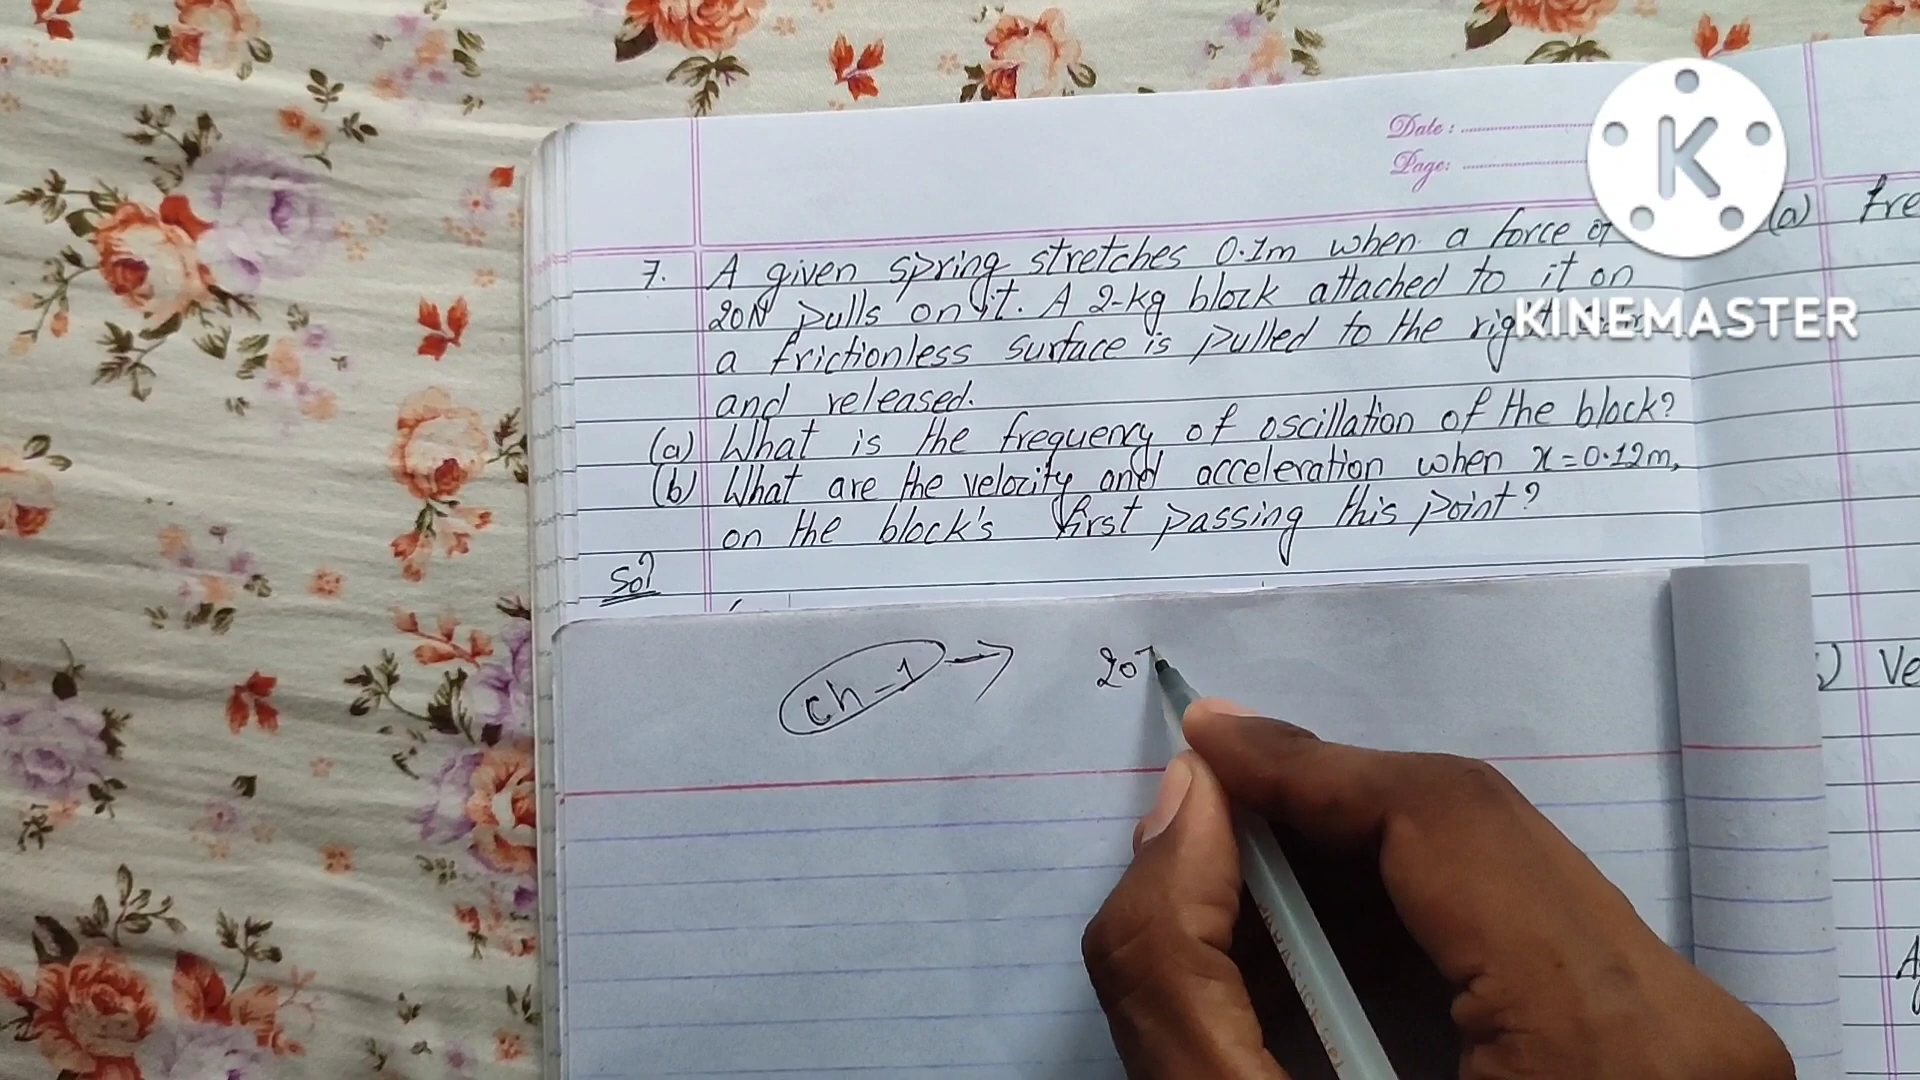 Date:
Page:
7. A given spring stretches 0.1m when a force of
20N pulls on it. A 2-kg block attached to it on
a frictionless surface is pulled to the right
and released.
(a) What is the frequency of oscillation of the block?
(b) What are the velocity and acceleration when x=0.12m,
on the block's first passing this point?
Sol
Ch-1 → 20
(a) Fre
Ve
K
KINEMASTER